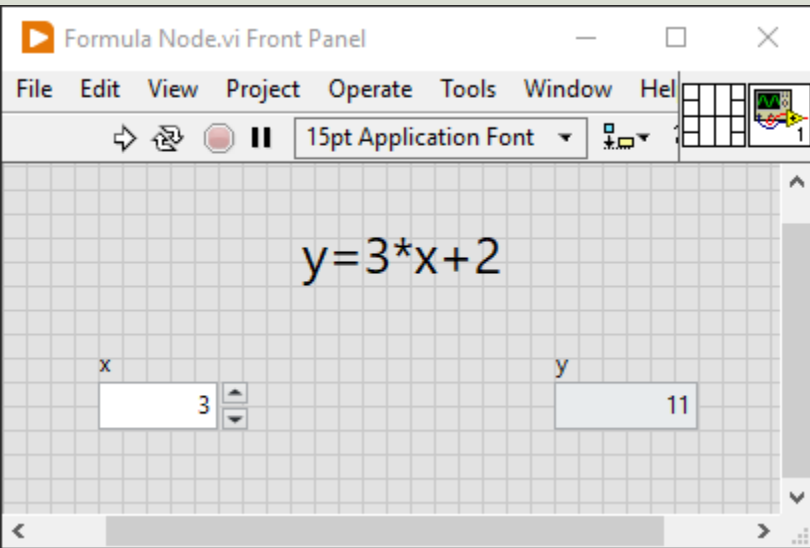 Formula Node.vi Front Panel
File Edit View Project Operate Tools Window Hel
15pt Application Font
1
y=3*x+2
x y
3 11